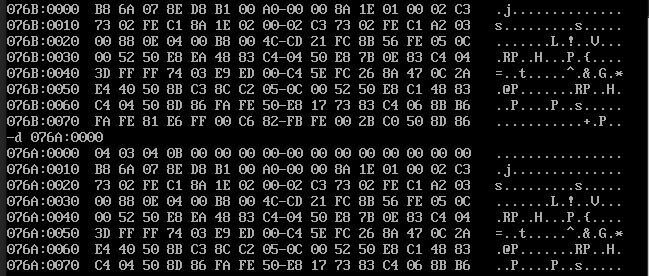 076B:0000  B8 6A 07 8E D8 B1 00 A0-00 00 8A 1E 01 00 02 C3   .j..............
076B:0010  73 02 FE C1 8A 1E 02 00-02 C3 73 02 FE C1 A2 03   s.........s.....
076B:0020  00 88 0E 04 00 B8 00 4C-CD 21 FC 8B 56 FE 05 0C   .......L.!..V...
076B:0030  00 52 50 E8 EA 48 83 C4-04 50 E8 7B 0E 83 C4 04   .RP..H...P.{....
076B:0040  3D FF FF 74 03 E9 ED 00-C4 5E FC 26 8A 47 0C 2A   =..t.....^.&.G.*
076B:0050  E4 40 50 8B C3 8C C2 05-0C 00 52 50 E8 C1 48 83   .@P.......RP..H.
076B:0060  C4 04 50 8D 86 FA FE 50-E8 17 73 83 C4 06 8B B6   ..P....P..s.....
076B:0070  FA FE 81 E6 FF 00 C6 82-FB FE 00 2B C0 50 8D 86   ...........+.P..
-d 076A:0000
076A:0000  04 03 04 0B 00 00 00 00-00 00 00 00 00 00 00 00   ................
076A:0010  B8 6A 07 8E D8 B1 00 A0-00 00 8A 1E 01 00 02 C3   .j..............
076A:0020  73 02 FE C1 8A 1E 02 00-02 C3 73 02 FE C1 A2 03   s.........s.....
076A:0030  00 88 0E 04 00 B8 00 4C-CD 21 FC 8B 56 FE 05 0C   .......L.!..V...
076A:0040  00 52 50 E8 EA 48 83 C4-04 50 E8 7B 0E 83 C4 04   .RP..H...P.{....
076A:0050  3D FF FF 74 03 E9 ED 00-C4 5E FC 26 8A 47 0C 2A   =..t.....^.&.G.*
076A:0060  E4 40 50 8B C3 8C C2 05-0C 00 52 50 E8 C1 48 83   .@P.......RP..H.
076A:0070  C4 04 50 8D 86 FA FE 50-E8 17 73 83 C4 06 8B B6   ..P....P..s.....